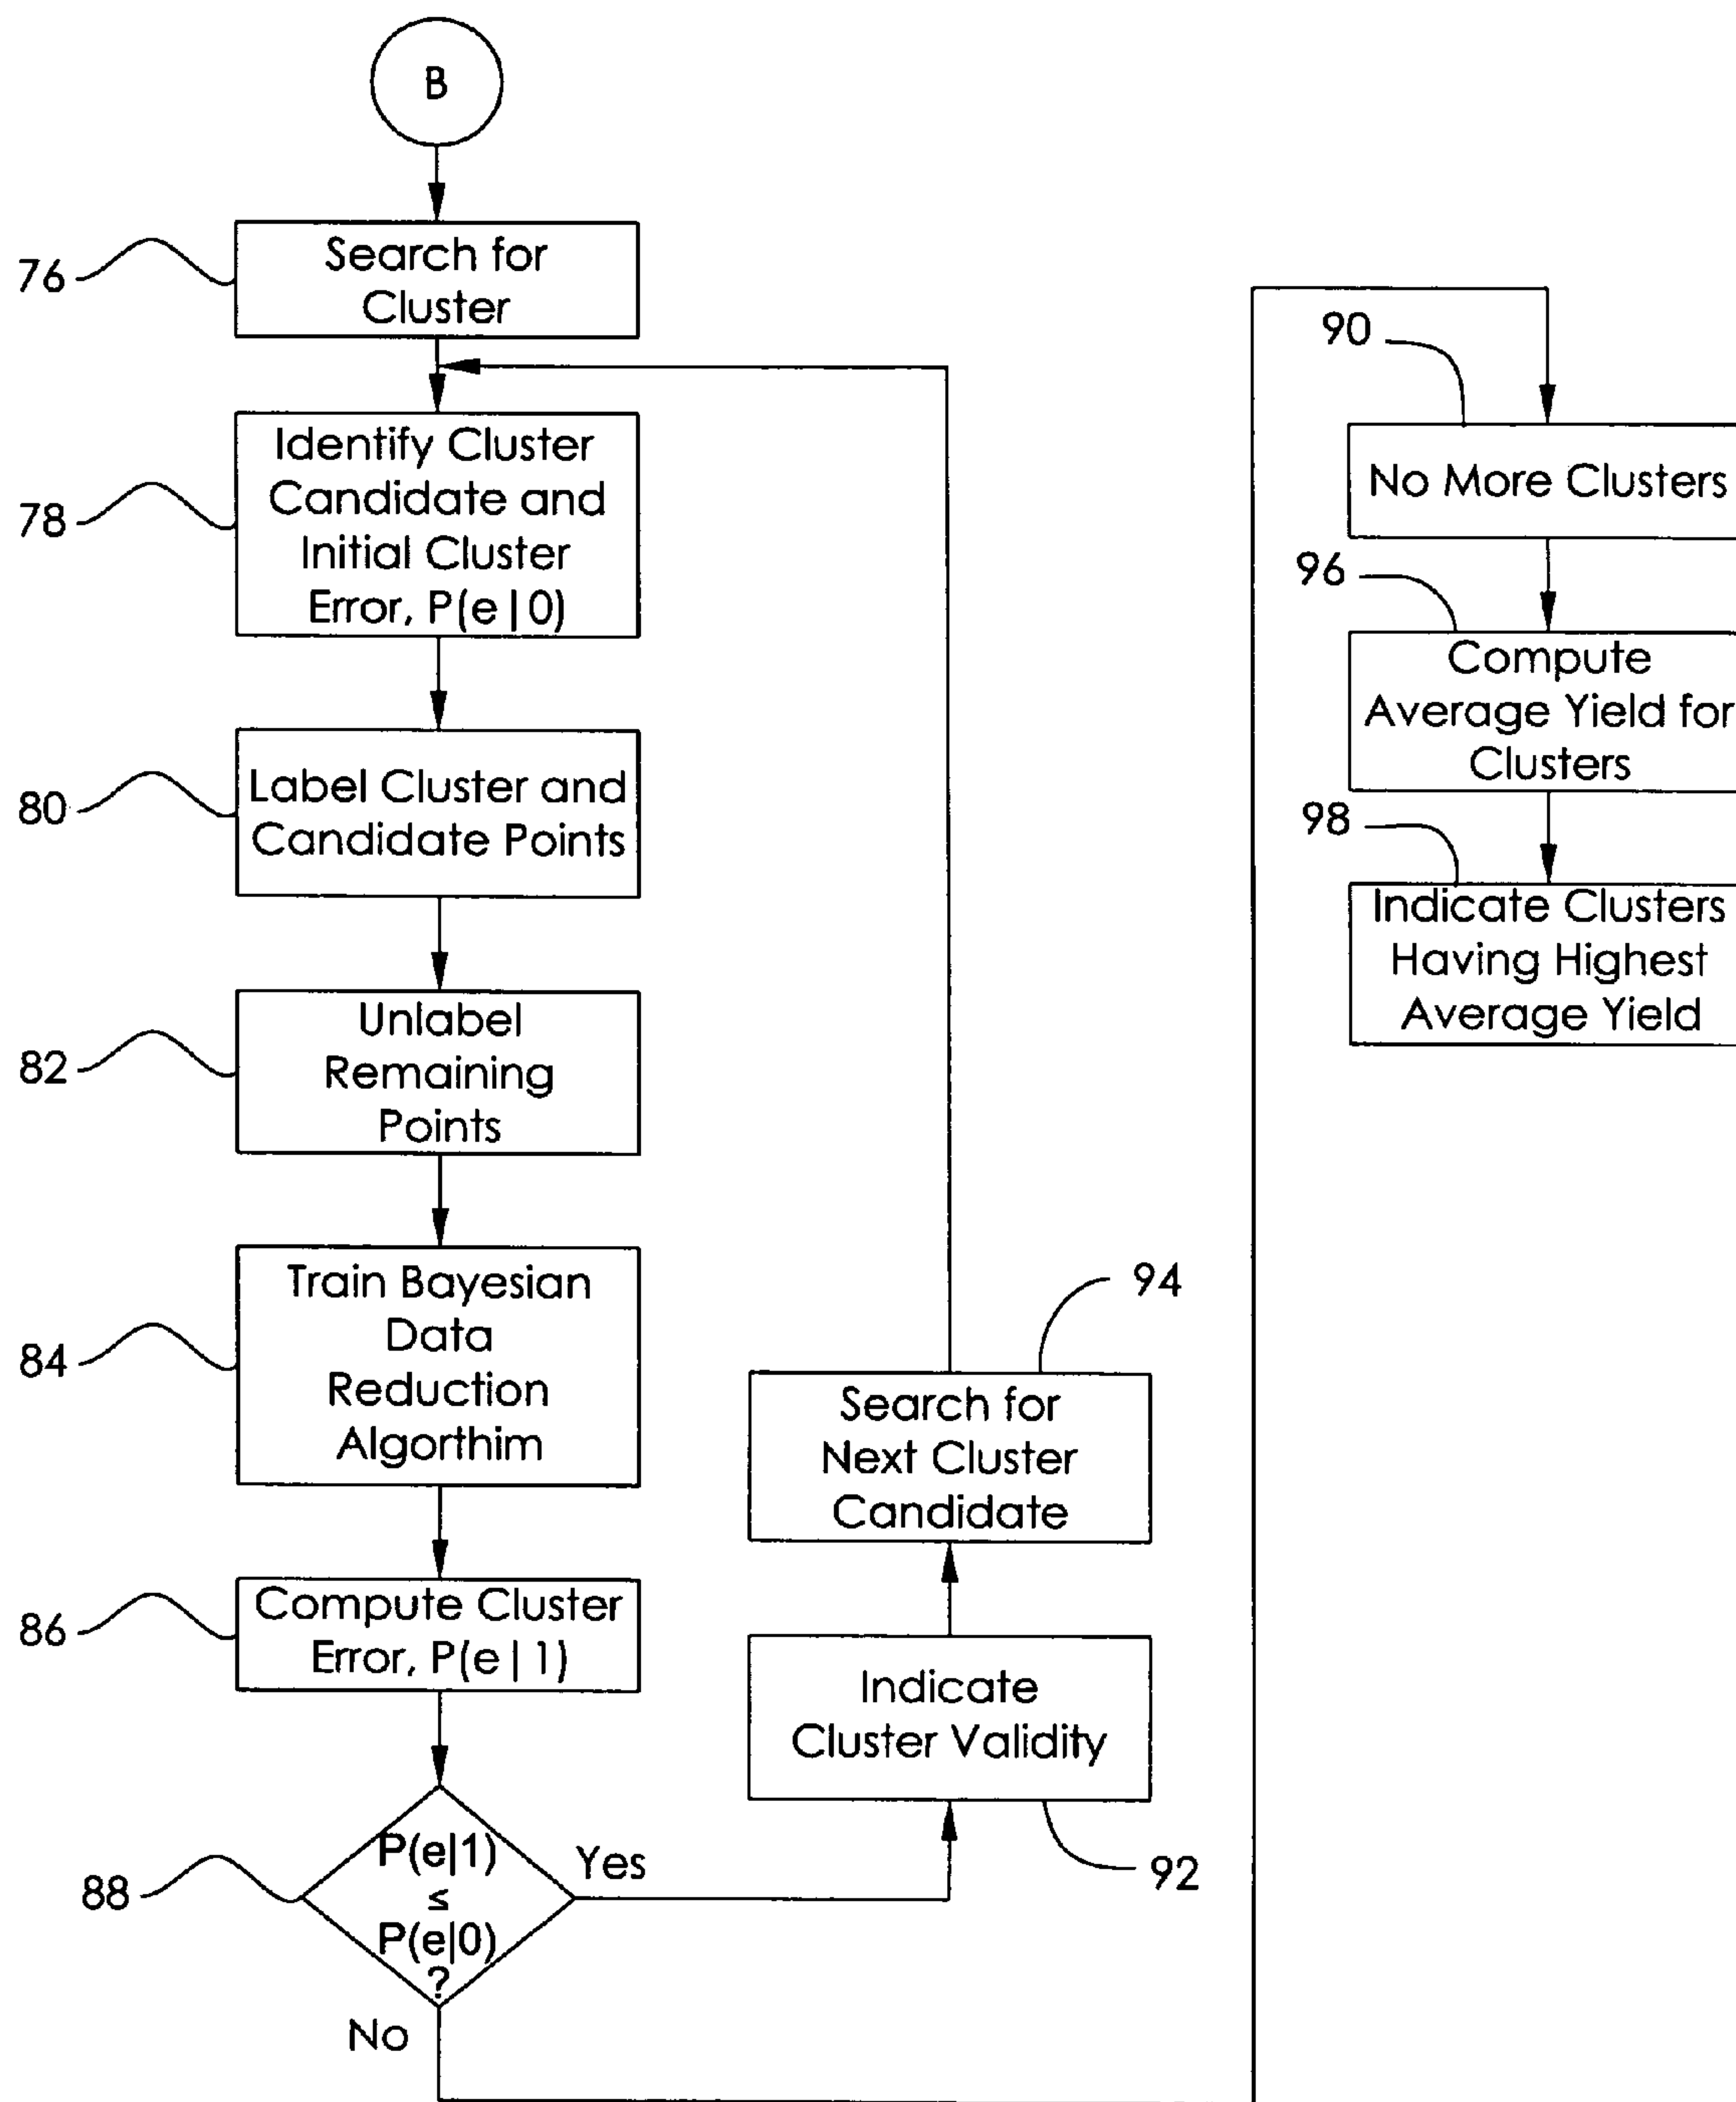 B
76
Search for
Cluster
78
Identify Cluster
Candidate and
Initial Cluster
Error, P(e|0)
80
Label Cluster and
Candidate Points
82
Unlabel
Remaining
Points
84
Train Bayesian
Data
Reduction
Algorthim
86
Compute Cluster
Error, P(e|1)
88
P(e|1)
≤
P(e|0)
?
Yes
No
92
Indicate
Cluster Validity
94
Search for
Next Cluster
Candidate
90
No More Clusters
96
Compute
Average Yield for
Clusters
98
Indicate Clusters
Having Highest
Average Yield